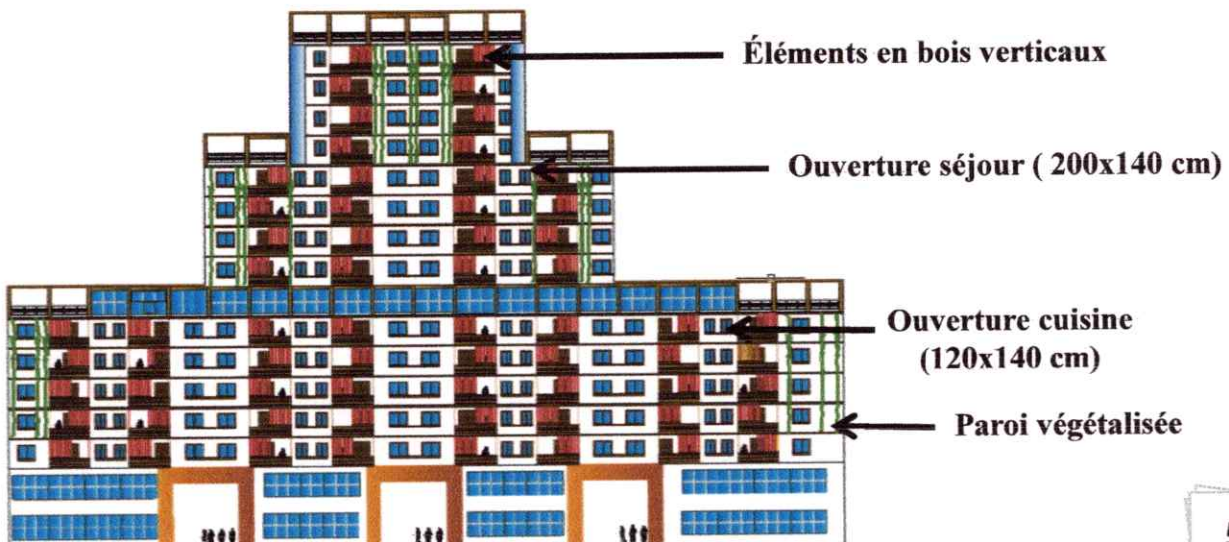 Éléments en bois verticaux
Ouverture séjour ( 200x140 cm)
Ouverture cuisine
(120x140 cm)
Paroi végétalisée